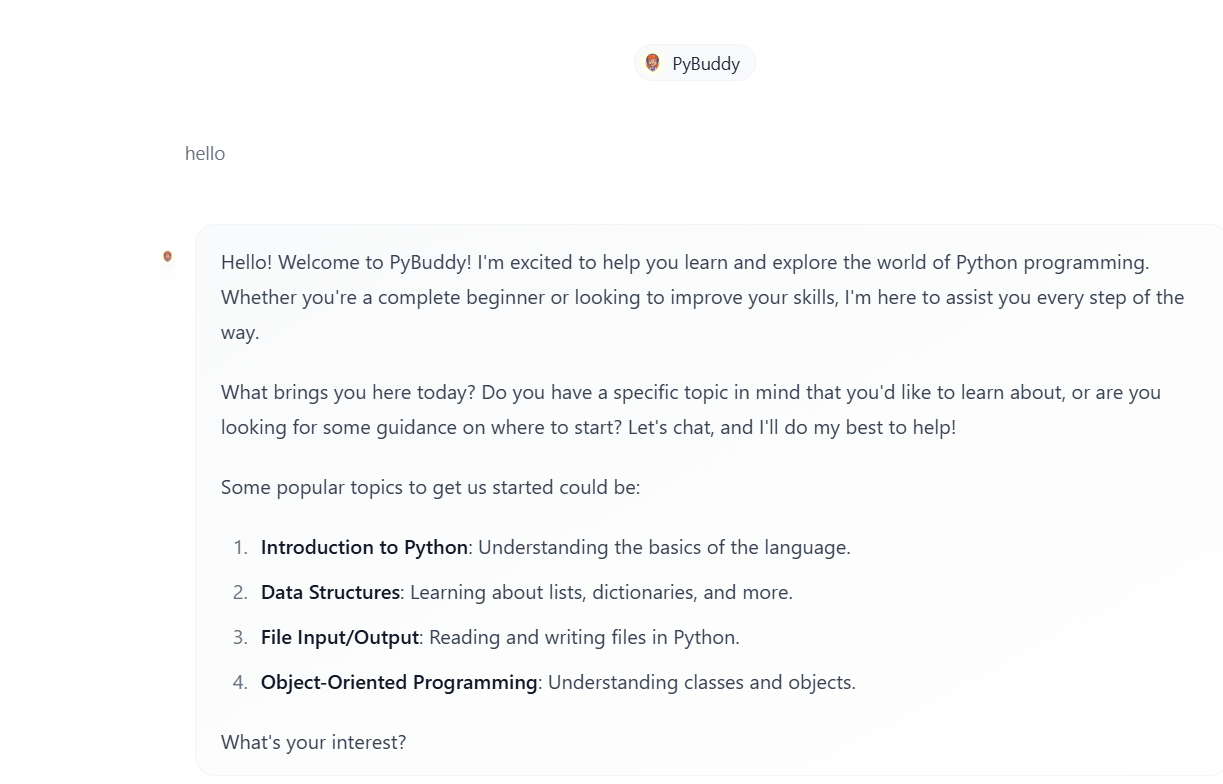 PyBuddy
hello
Hello! Welcome to PyBuddy! I'm excited to help you learn and explore the world of Python programming.
Whether you're a complete beginner or looking to improve your skills, I'm here to assist you every step of the
way.
What brings you here today? Do you have a specific topic in mind that you'd like to learn about, or are you
looking for some guidance on where to start? Let's chat, and I'll do my best to help!
Some popular topics to get us started could be:
1. Introduction to Python: Understanding the basics of the language.
2. Data Structures: Learning about lists, dictionaries, and more.
3. File Input/Output: Reading and writing files in Python.
4. Object-Oriented Programming: Understanding classes and objects.
What's your interest?